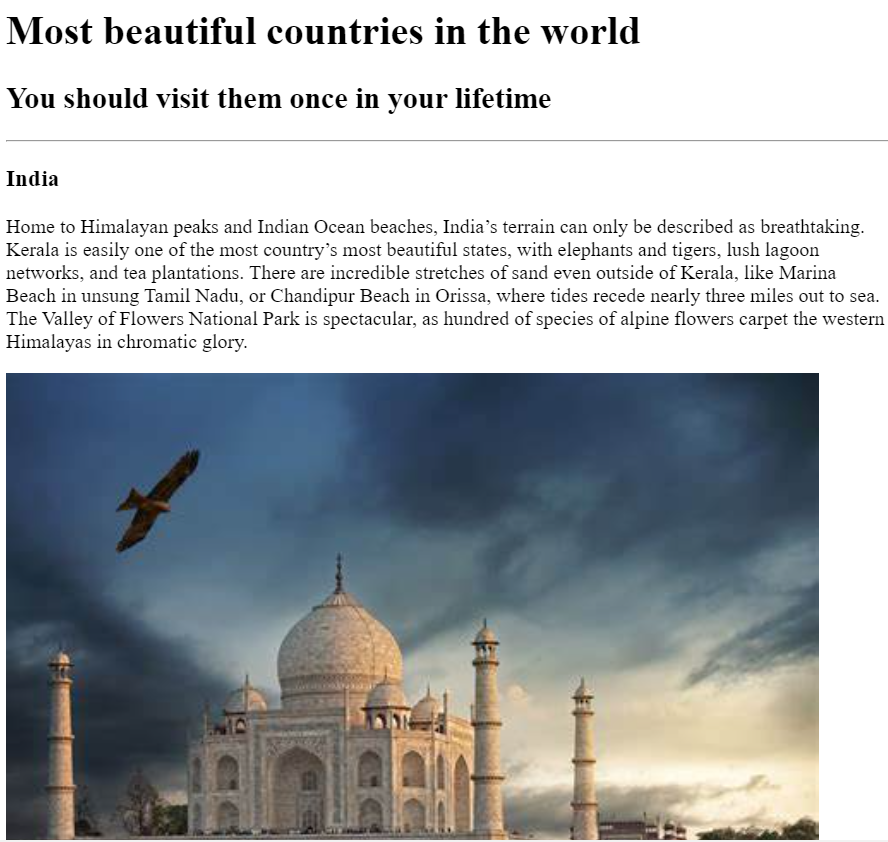 Most beautiful countries in the world
You should visit them once in your lifetime
India
Home to Himalayan peaks and Indian Ocean beaches, India’s terrain can only be described as breathtaking.
Kerala is easily one of the most country’s most beautiful states, with elephants and tigers, lush lagoon
networks, and tea plantations. There are incredible stretches of sand even outside of Kerala, like Marina
Beach in unsung Tamil Nadu, or Chandipur Beach in Orissa, where tides recede nearly three miles out to sea.
The Valley of Flowers National Park is spectacular, as hundred of species of alpine flowers carpet the western
Himalayas in chromatic glory.